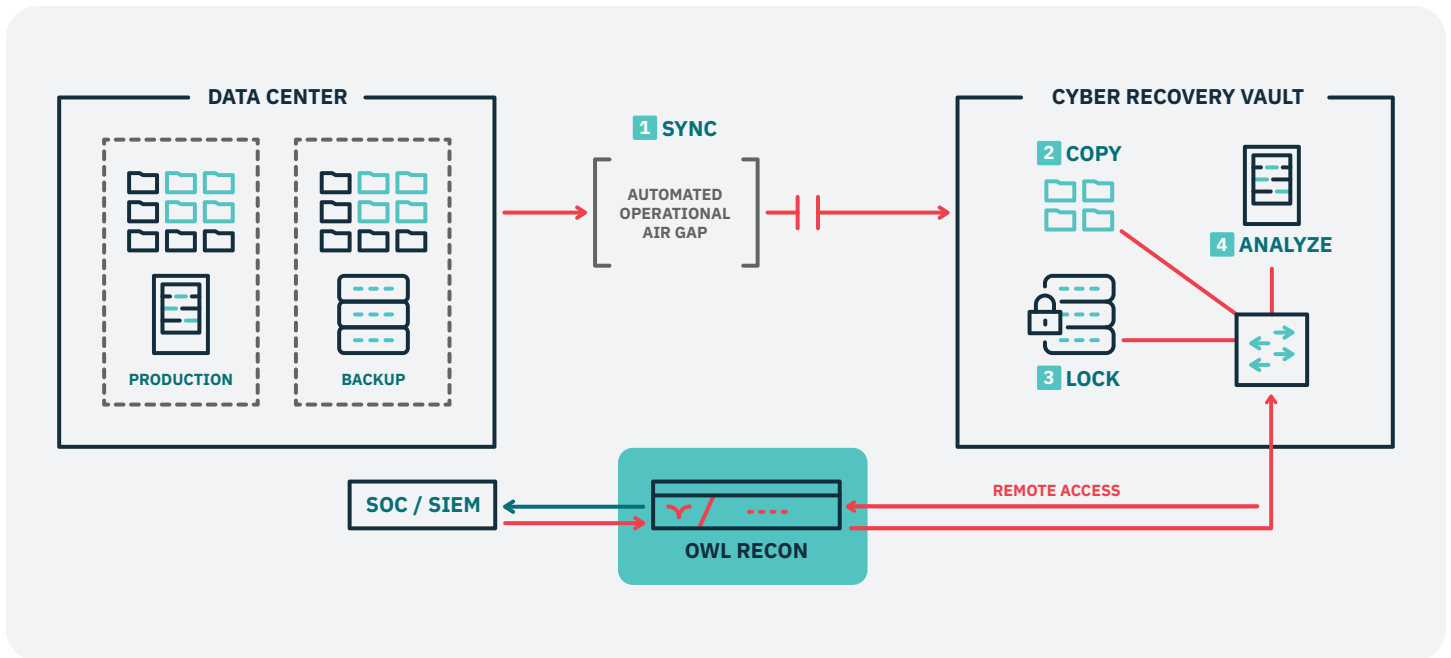 DATA CENTER
PRODUCTION
BACKUP
1 SYNC
AUTOMATED
OPERATIONAL
AIR GAP
CYBER RECOVERY VAULT
2 COPY
4 ANALYZE
3 LOCK
SOC / SIEM
OWL RECON
REMOTE ACCESS